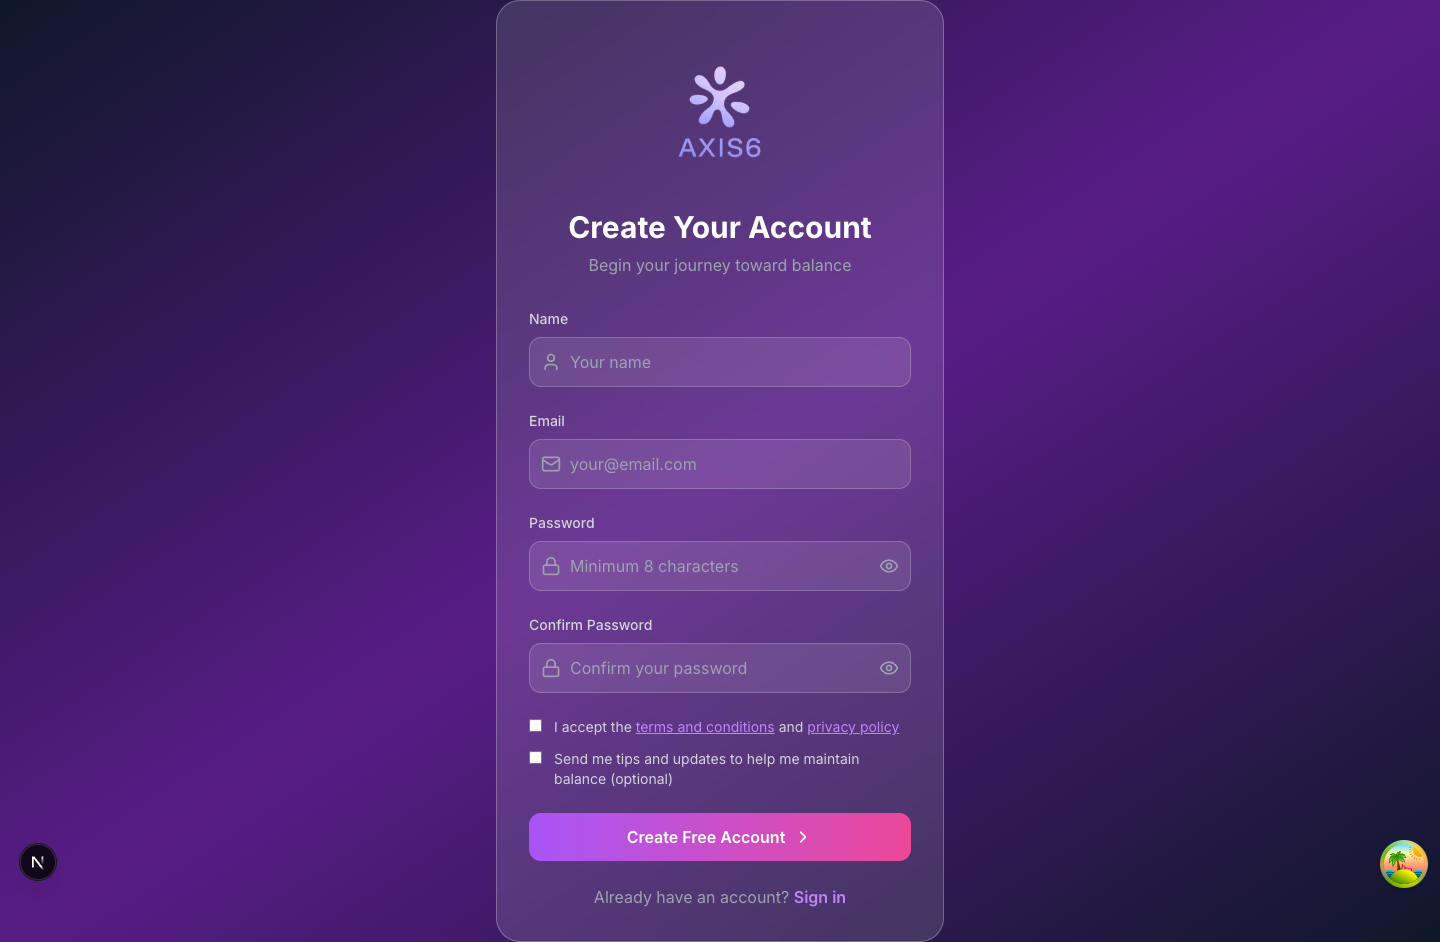 AXIS6
Create Your Account
Begin your journey toward balance
Name
Your name
Email
your@email.com
Password
Minimum 8 characters
Confirm Password
Confirm your password
I accept the terms and conditions and privacy policy
Send me tips and updates to help me maintain
balance (optional)
Create Free Account
Already have an account? Sign in
N